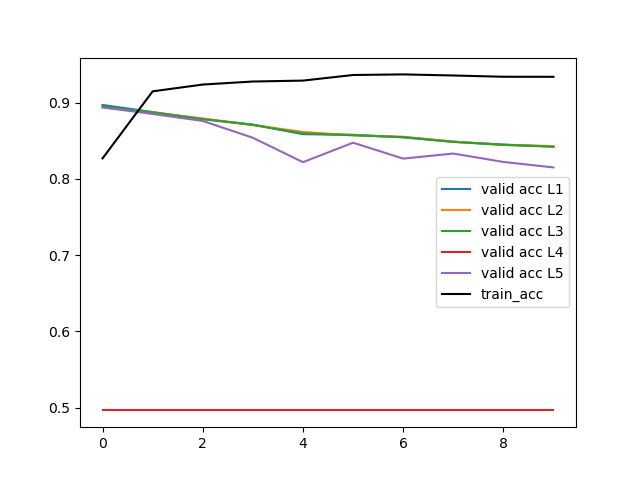 0.9
0.8
0.7
0.6
0.5
0
2
4
6
8
valid acc L1
valid acc L2
valid acc L3
valid acc L4
valid acc L5
train_acc